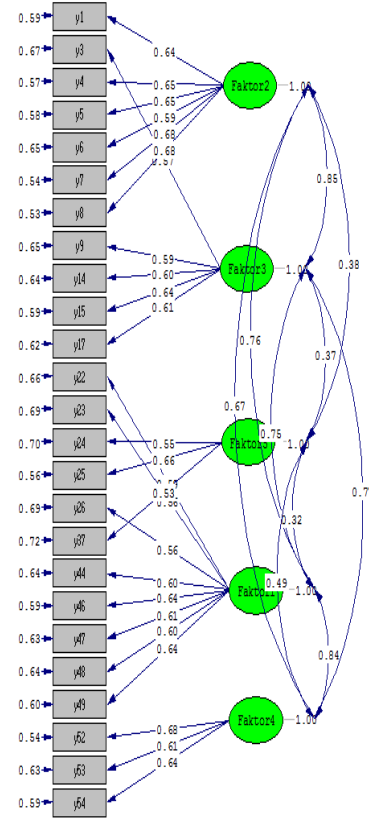 0.59 y1
0.67 y3
0.57 y4
0.58 y5
0.65 y6
0.54 y7
0.53 y8
0.65 y9
0.64 y14
0.59 y15
0.62 y17
0.66 y22
0.69 y23
0.70 y24
0.56 y25
0.69 y26
0.72 y37
0.64 y44
0.59 y46
0.63 y47
0.64 y48
0.60 y49
0.54 y52
0.63 y53
0.59 y54
0.64
0.65
0.65
0.59
0.68
0.68
0.59
0.60
0.64
0.61
0.55
0.66
0.53
0.56
0.60
0.64
0.61
0.60
0.64
0.68
0.61
0.64
Faktor2 1.00
Faktor3 1.00
1.00
1.00
Faktor4 1.00
0.85
0.38
0.76
0.37
0.67
0.75
0.32
0.49
0.84